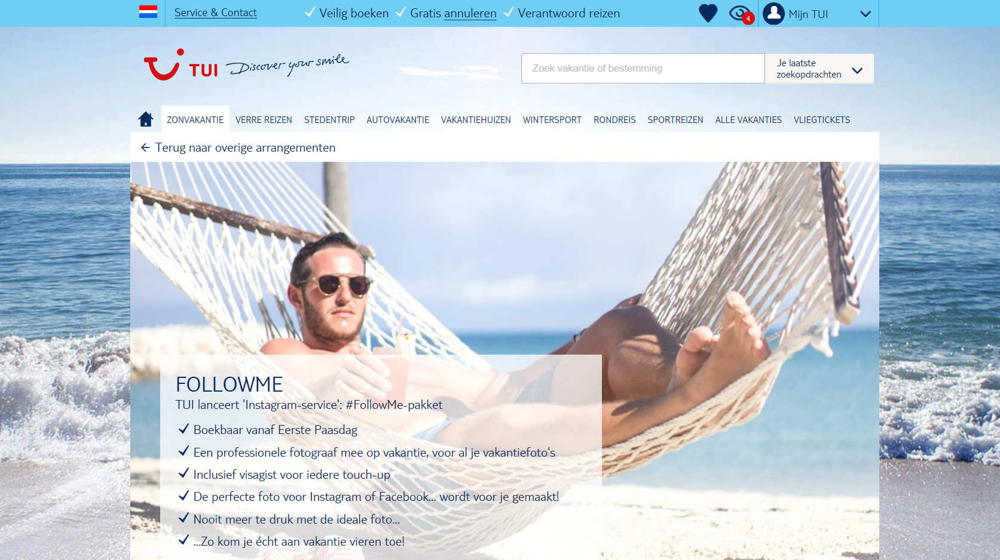 Service & Contact
Veilig boeken Gratis annuleren Verantwoord reizen
4
Mijn TUI
TUI Discover your smile
Zoek vakantie of bestemming
Je laatste
zoekopdrachten
ZONVAKANTIE VERRE REIZEN STEDENTRIP AUTOVAKANTIE VAKANTIEHUIZEN WINTERSPORT RONDREIS SPORTREIZEN ALLE VAKANTIES VLIEGTICKETS
Terug naar overige arrangementen
FOLLOWME
TUI lanceert 'Instagram-service': #FollowMe-pakket
Boekbaar vanaf Eerste Paasdag
Een professionele fotograaf mee op vakantie, voor al je vakantiefoto's
Inclusief visagist voor iedere touch-up
De perfecte foto voor Instagram of Facebook... wordt voor je gemaakt!
Nooit meer te druk met de ideale foto...
...Zo kom je écht aan vakantie vieren toe!